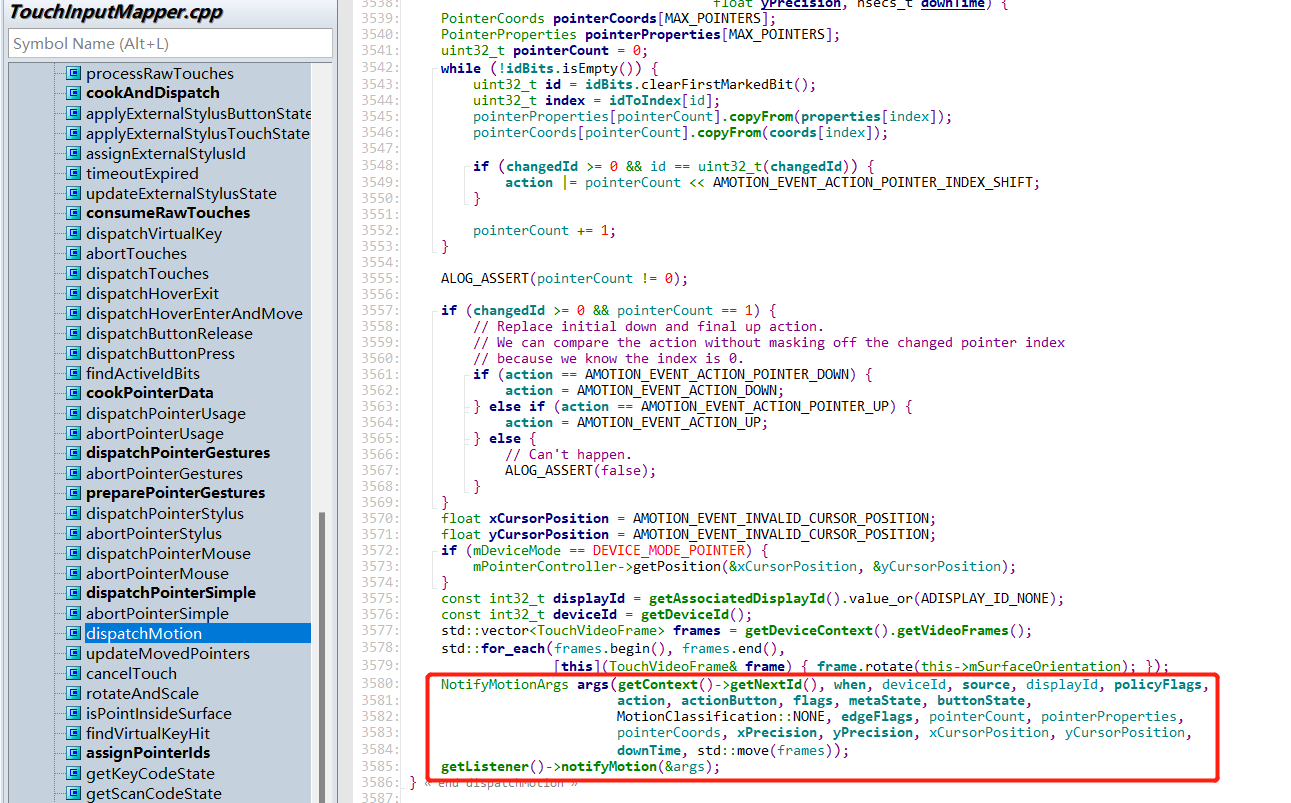 TouchInputMapper.cpp
Symbol Name (Alt+L)
processRawTouches
cookAndDispatch
applyExternalStylusButtonState
applyExternalStylusTouchState
assignExternalStylusId
timeoutExpired
updateExternalStylusState
consumeRawTouches
dispatchVirtualKey
abortTouches
dispatchTouches
dispatchHoverExit
dispatchHoverEnterAndMove
dispatchButtonRelease
dispatchButtonPress
findActiveIdBits
cookPointerData
dispatchPointerUsage
abortPointerUsage
dispatchPointerGestures
abortPointerGestures
preparePointerGestures
dispatchPointerStylus
abortPointerStylus
dispatchPointerMouse
abortPointerMouse
dispatchPointerSimple
abortPointerSimple
dispatchMotion
updateMovedPointers
cancelTouch
rotateAndScale
isPointInsideSurface
findVirtualKeyHit
assignPointerIds
getKeyCodeState
getScanCodeState
3538: float yPrecision, nsecs_t downTime) {
3539: PointerCoords pointerCoords[MAX_POINTERS];
3540: PointerProperties pointerProperties[MAX_POINTERS];
3541: uint32_t pointerCount = 0;
3542: while (!idBits.isEmpty()) {
3543: uint32_t id = idBits.clearFirstMarkedBit();
3544: uint32_t index = idToIndex[id];
3545: pointerProperties[pointerCount].copyFrom(properties[index]);
3546: pointerCoords[pointerCount].copyFrom(coords[index]);
3547:
3548: if (changedId >= 0 && id == uint32_t(changedId)) {
3549: action |= pointerCount << AMOTION_EVENT_ACTION_POINTER_INDEX_SHIFT;
3550: }
3551:
3552: pointerCount += 1;
3553: }
3554:
3555: ALOG_ASSERT(pointerCount != 0);
3556:
3557: if (changedId >= 0 && pointerCount == 1) {
3558: // Replace initial down and final up action.
3559: // We can compare the action without masking off the changed pointer index
3560: // because we know the index is 0.
3561: if (action == AMOTION_EVENT_ACTION_POINTER_DOWN) {
3562: action = AMOTION_EVENT_ACTION_DOWN;
3563: } else if (action == AMOTION_EVENT_ACTION_POINTER_UP) {
3564: action = AMOTION_EVENT_ACTION_UP;
3565: } else {
3566: // Can't happen.
3567: ALOG_ASSERT(false);
3568: }
3569: }
3570: float xCursorPosition = AMOTION_EVENT_INVALID_CURSOR_POSITION;
3571: float yCursorPosition = AMOTION_EVENT_INVALID_CURSOR_POSITION;
3572: if (mDeviceMode == DEVICE_MODE_POINTER) {
3573: mPointerController->getPosition(&xCursorPosition, &yCursorPosition);
3574: }
3575: const int32_t displayId = getAssociatedDisplayId().value_or(ADISPLAY_ID_NONE);
3576: const int32_t deviceId = getDeviceId();
3577: std::vector<TouchVideoFrame> frames = getDeviceContext().getVideoFrames();
3578: std::for_each(frames.begin(), frames.end(),
3579: [this](TouchVideoFrame& frame) { frame.rotate(this->mSurfaceOrientation); });
3580: NotifyMotionArgs args(getContext()->getNextId(), when, deviceId, source, displayId, policyFlags,
3581: action, actionButton, flags, metaState, buttonState,
3582: MotionClassification::NONE, edgeFlags, pointerCount, pointerProperties,
3583: pointerCoords, xPrecision, yPrecision, xCursorPosition, yCursorPosition,
3584: downTime, std::move(frames));
3585: getListener()->notifyMotion(&args);
3586: } « end dispatchMotion »
3587: